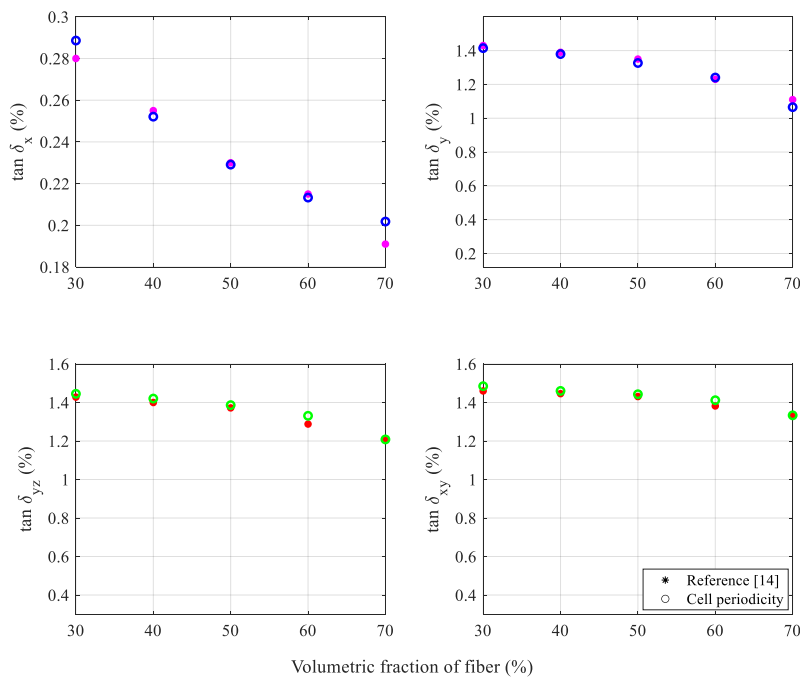 tan δx (%)
0.3
0.28
0.26
0.24
0.22
0.2
0.18
30 40 50 60 70
tan δy (%)
1.4
1.2
1
0.8
0.6
0.4
0.2
30 40 50 60 70
tan δyz (%)
1.6
1.4
1.2
1
0.8
0.6
0.4
30 40 50 60 70
tan δxy (%)
1.6
1.4
1.2
1
0.8
0.6
0.4
30 40 50 60 70
Reference [14]
Cell periodicity
Volumetric fraction of fiber (%)